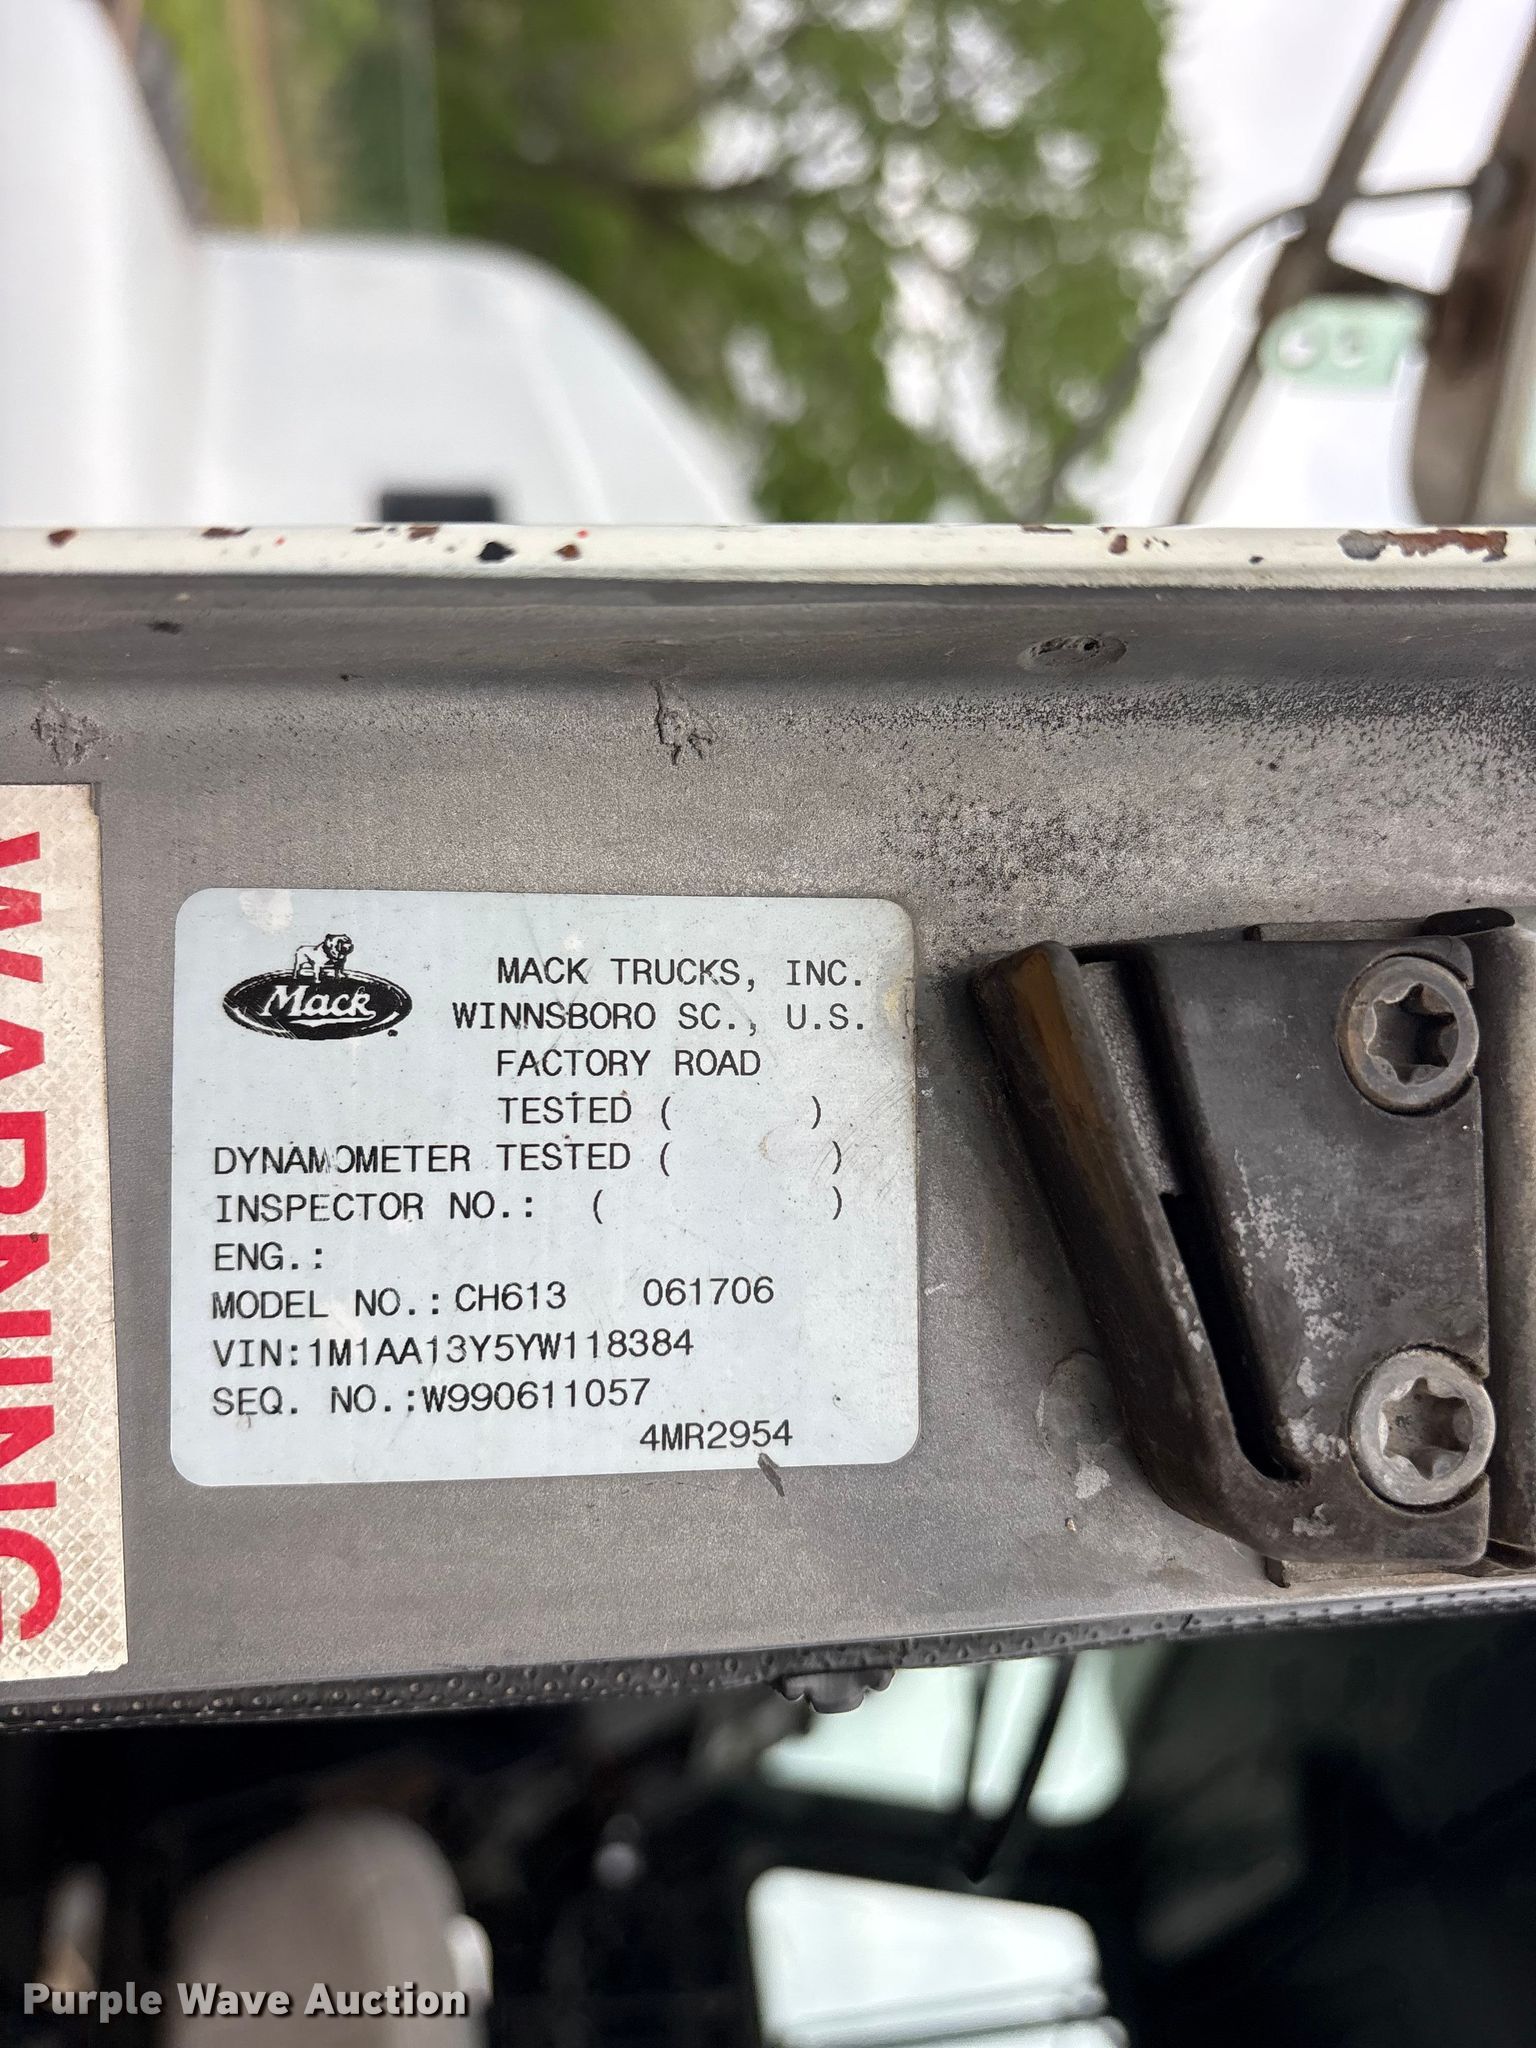 WARNING
Mack
MACK TRUCKS, INC.
WINNSBORO SC., U.S.
FACTORY ROAD
TESTED ( )
DYNAMOMETER TESTED ( )
INSPECTOR NO.: ( )
ENG.:
MODEL NO.: CH613 061706
VIN:1M1AA13Y5YW118384
SEQ. NO.:W990611057
4MR2954
Purple Wave Auction